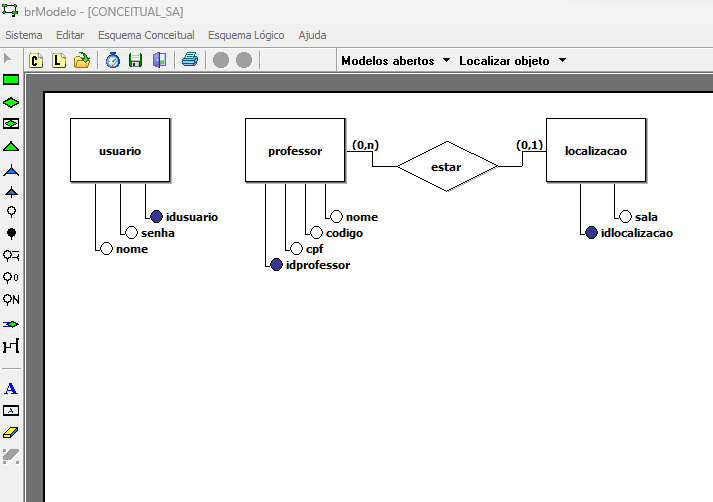 brModelo - [CONCEITUAL_SA]
Sistema Editar Esquema Conceitual Esquema Lógico Ajuda
C L Modelos abertos Localizar objeto
usuario professor (0,n) estar (0,1) localizacao
idusuario nome sala
senha codigo idlocalizacao
nome cpf
idprofessor
0
N
A
A